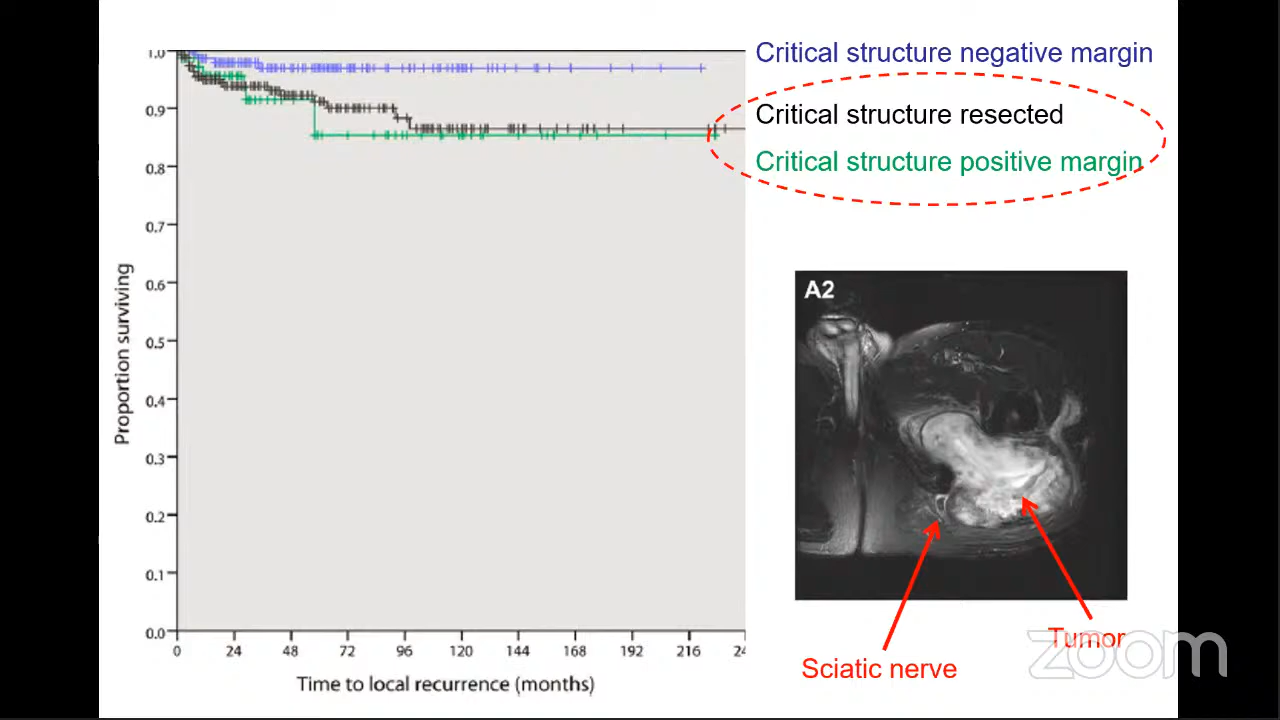 Critical structure negative margin
Critical structure resected
Critical structure positive margin
1.0
0.9
0.8
0.7
0.6
0.5
0.4
0.3
0.2
0.1
0.0
Proportion surviving
0 24 48 72 96 120 144 168 192 216 24
Time to local recurrence (months)
A2
Tumor
Sciatic nerve
zoom